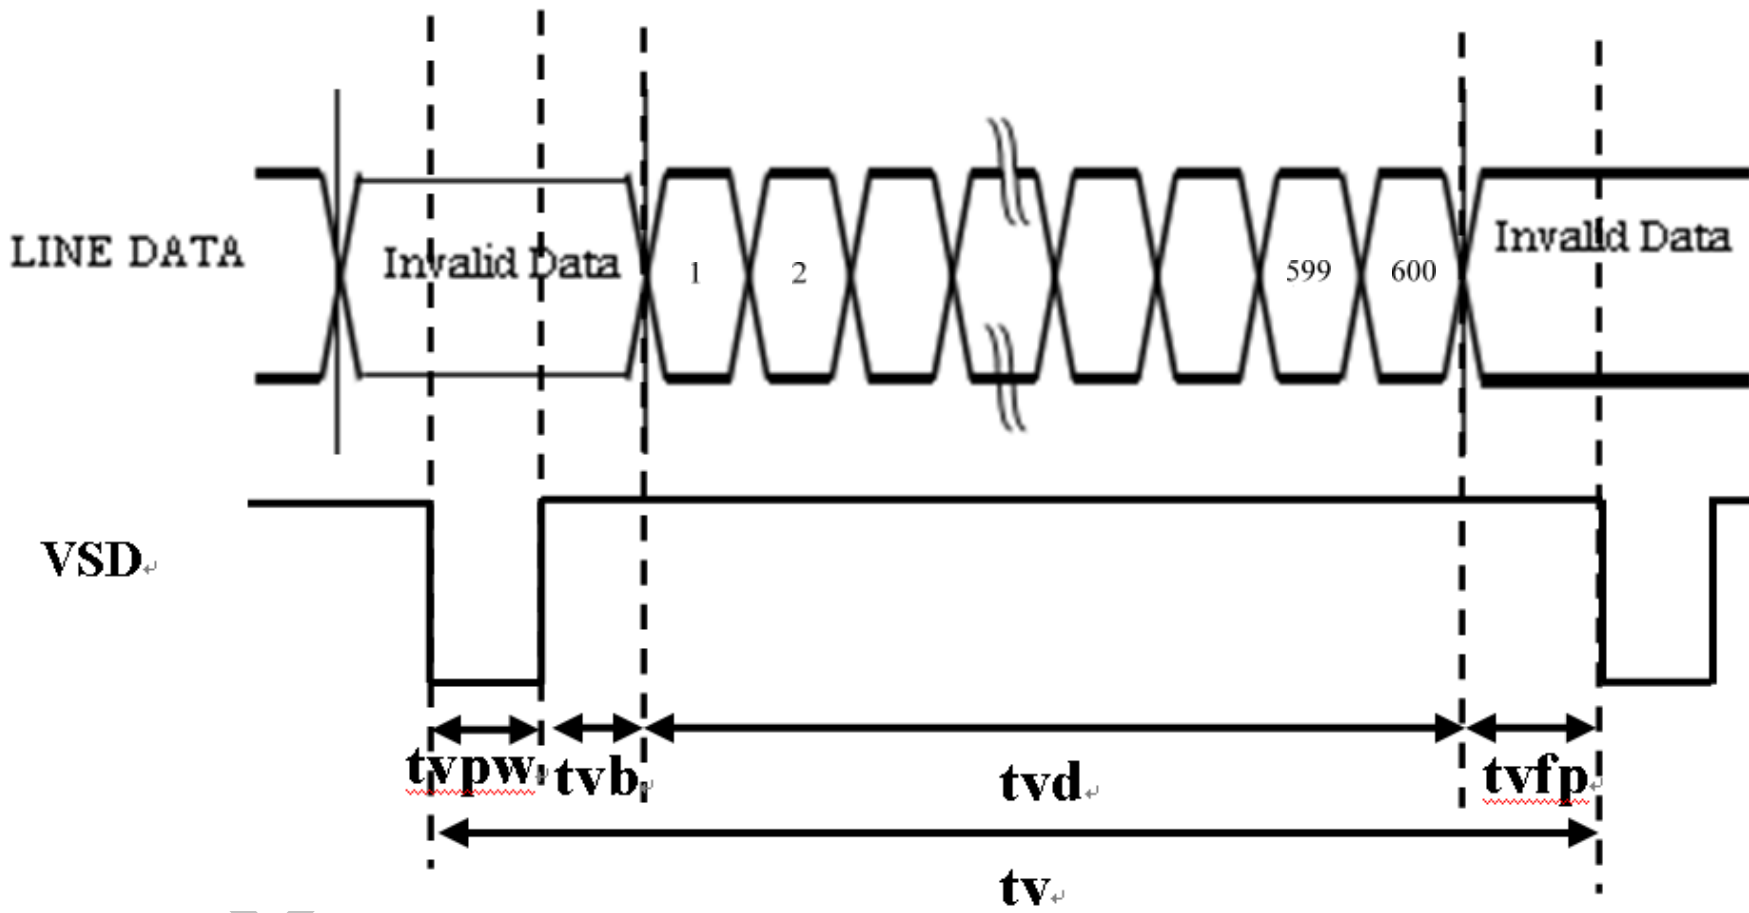 LINE DATA
Invalid Data
1
2
599
600
Invalid Data
VSD
tvpw
tvb
tvd
tvfp
tv